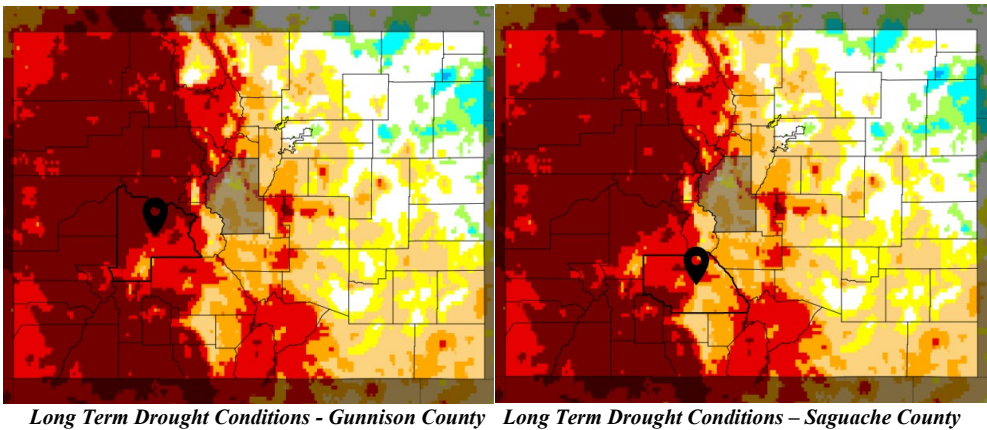 Long Term Drought Conditions - Gunnison County
Long Term Drought Conditions – Saguache County